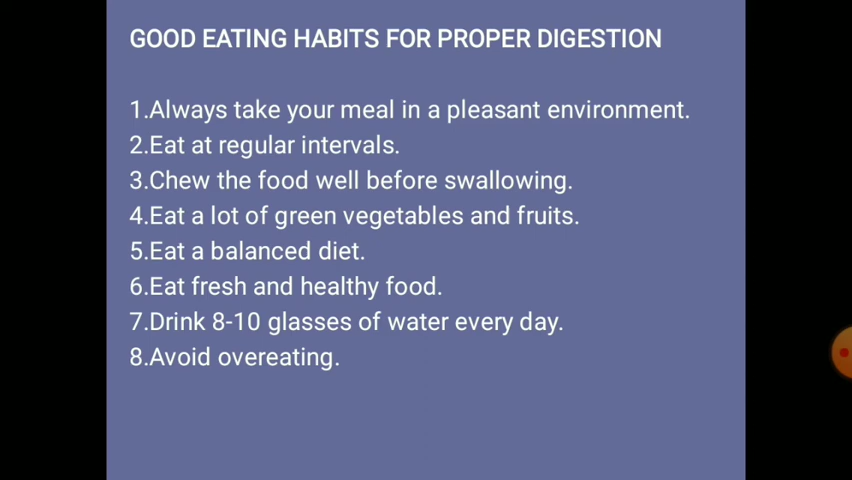 GOOD EATING HABITS FOR PROPER DIGESTION
1.Always take your meal in a pleasant environment.
2.Eat at regular intervals.
3.Chew the food well before swallowing.
4.Eat a lot of green vegetables and fruits.
5.Eat a balanced diet.
6.Eat fresh and healthy food.
7.Drink 8-10 glasses of water every day.
8.Avoid overeating.